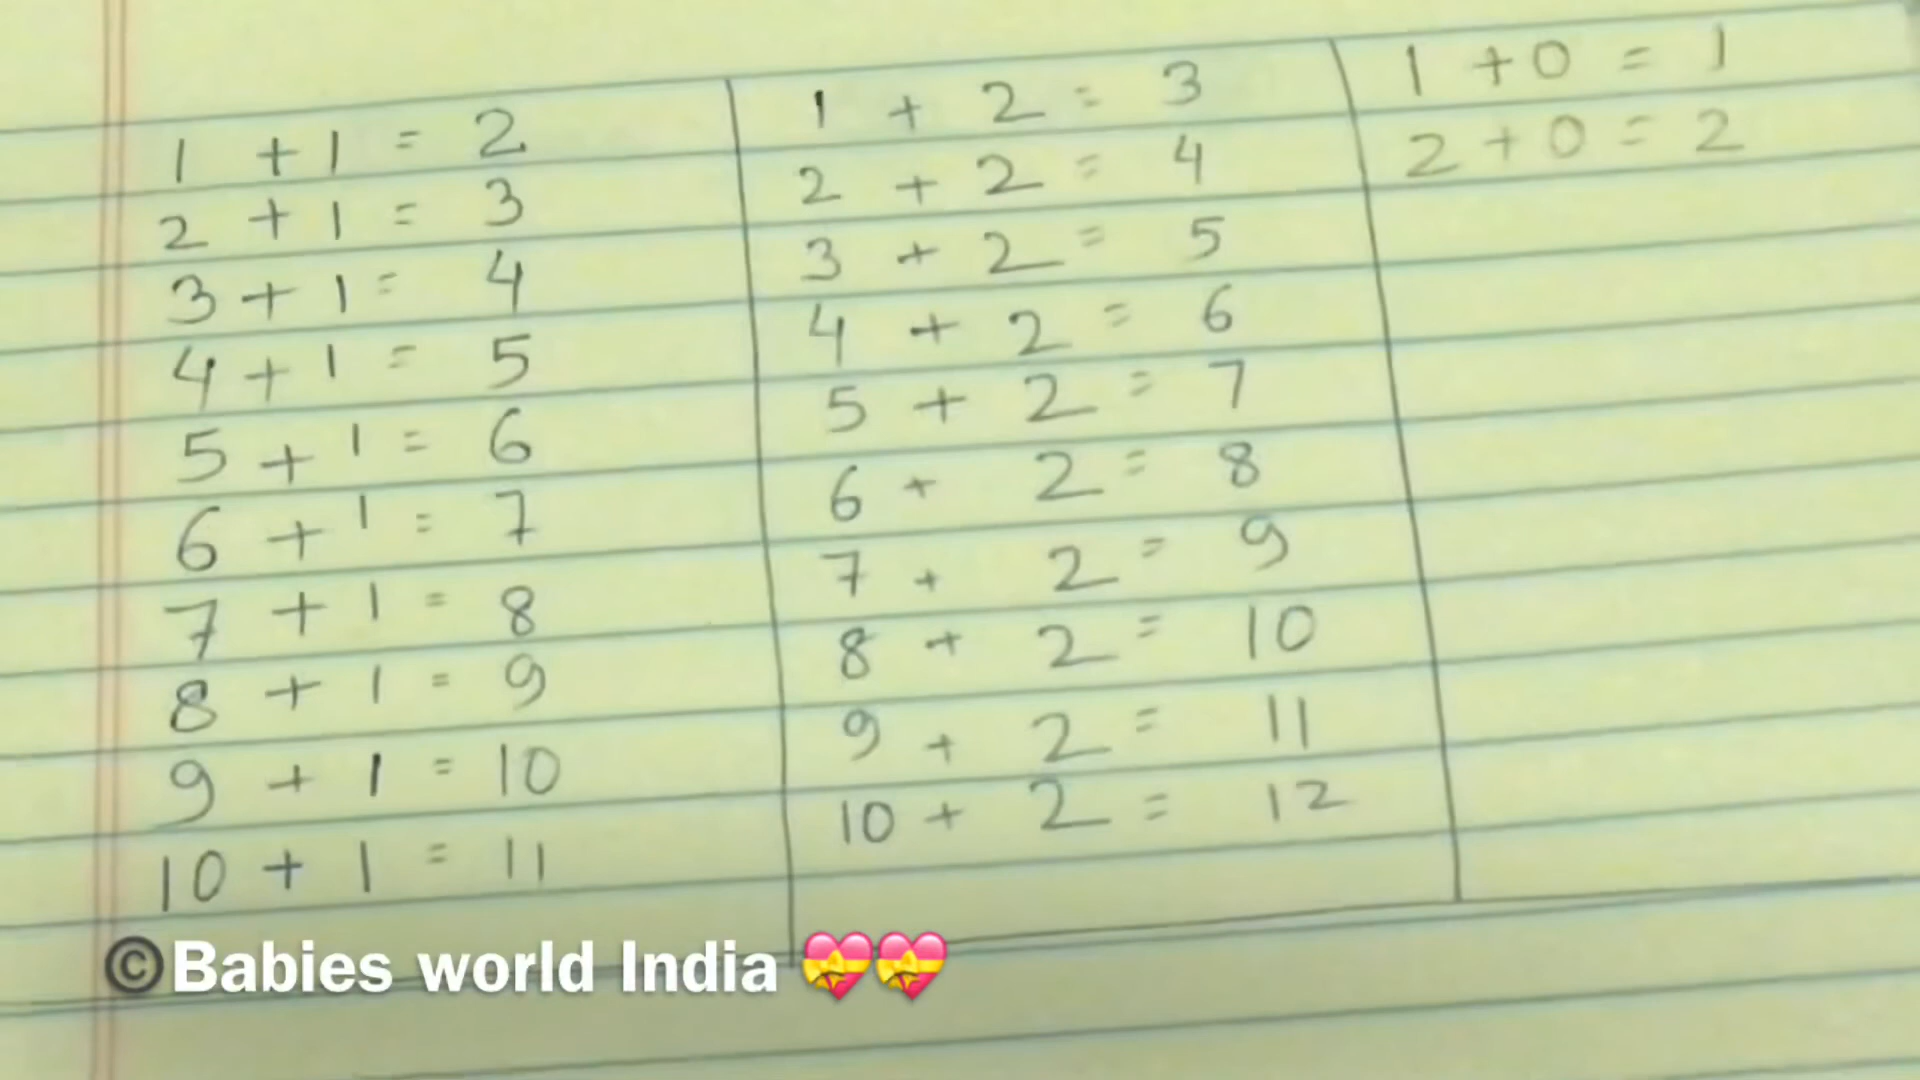 1 + 1 = 2
2 + 1 = 3
3 + 1 = 4
4 + 1 = 5
5 + 1 = 6
6 + 1 = 7
7 + 1 = 8
8 + 1 = 9
9 + 1 = 10
10 + 1 = 11
1 + 2 = 3
2 + 2 = 4
3 + 2 = 5
4 + 2 = 6
5 + 2 = 7
6 + 2 = 8
7 + 2 = 9
8 + 2 = 10
9 + 2 = 11
10 + 2 = 12
1 + 0 = 1
2 + 0 = 2
©Babies world India 💝💝